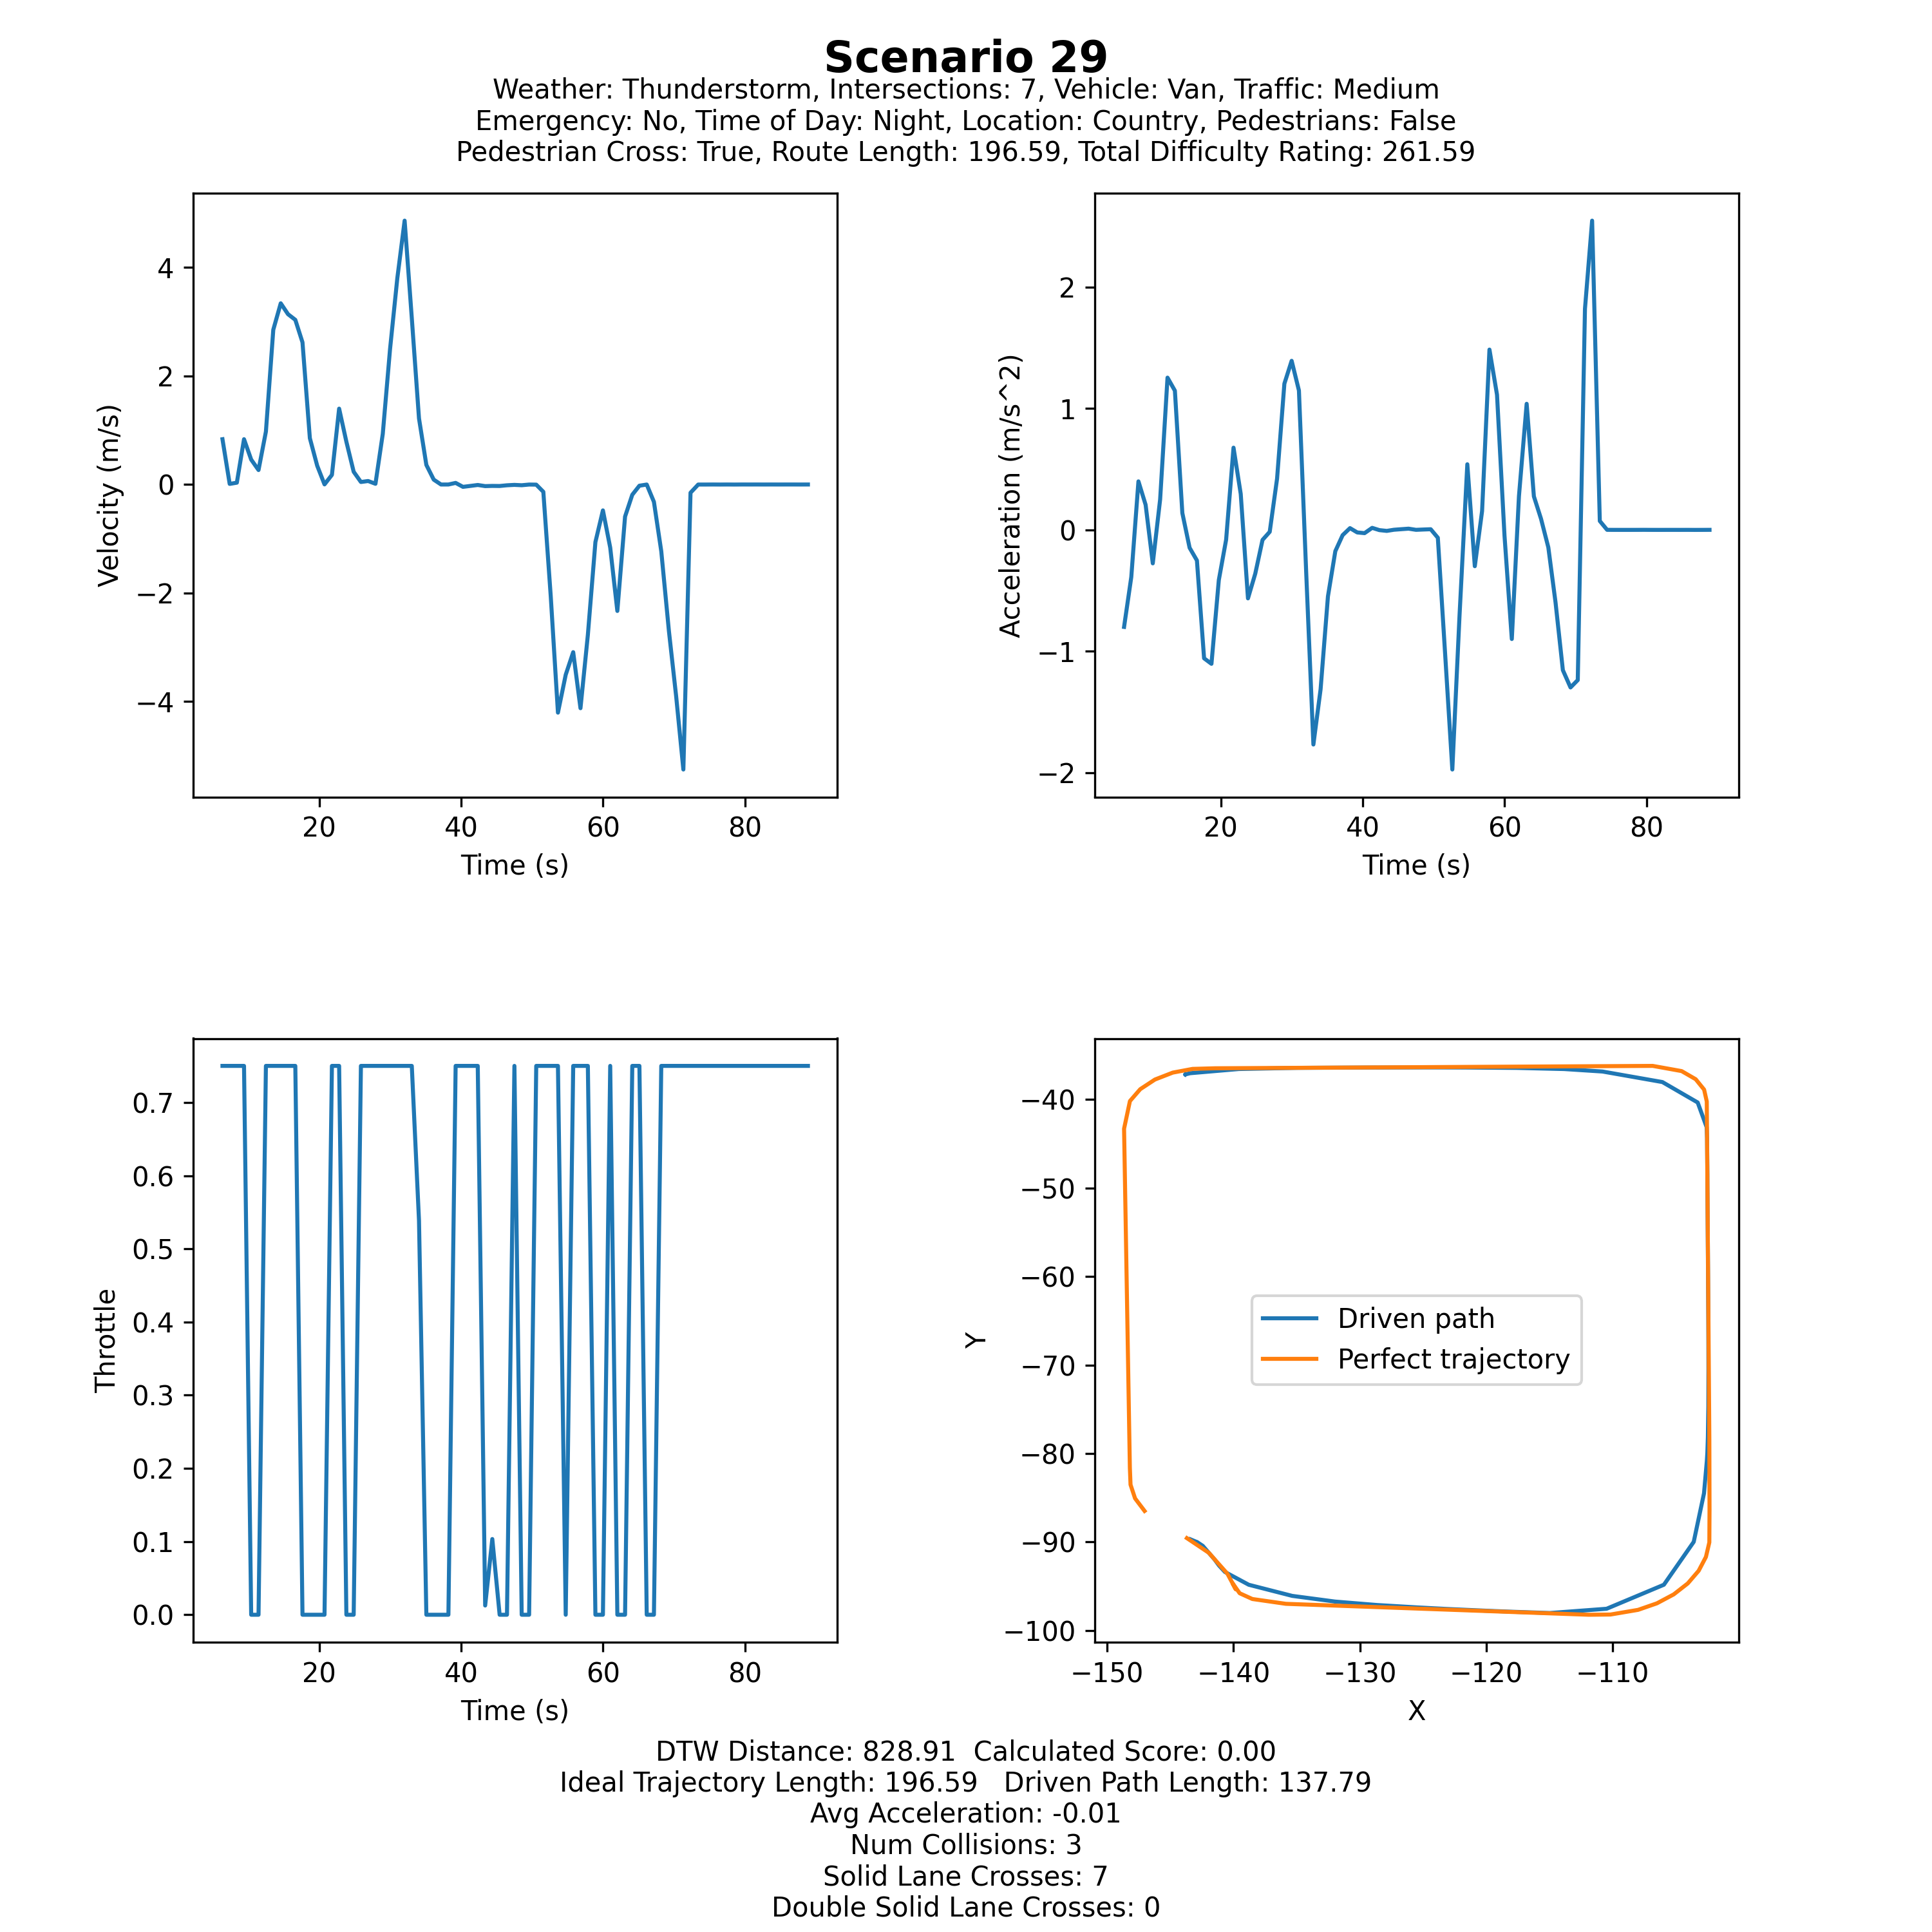 Scenario 29
Weather: Thunderstorm, Intersections: 7, Vehicle: Van, Traffic: Medium
Emergency: No, Time of Day: Night, Location: Country, Pedestrians: False
Pedestrian Cross: True, Route Length: 196.59, Total Difficulty Rating: 261.59
4
2
0
−2
−4
Velocity (m/s)
20 40 60 80
Time (s)
2
1
0
−1
−2
Acceleration (m/s^2)
20 40 60 80
Time (s)
0.7
0.6
0.5
0.4
0.3
0.2
0.1
0.0
Throttle
20 40 60 80
Time (s)
−40
−50
−60
−70
−80
−90
−100
Y
Driven path
Perfect trajectory
−150 −140 −130 −120 −110
X
DTW Distance: 828.91 Calculated Score: 0.00
Ideal Trajectory Length: 196.59 Driven Path Length: 137.79
Avg Acceleration: -0.01
Num Collisions: 3
Solid Lane Crosses: 7
Double Solid Lane Crosses: 0